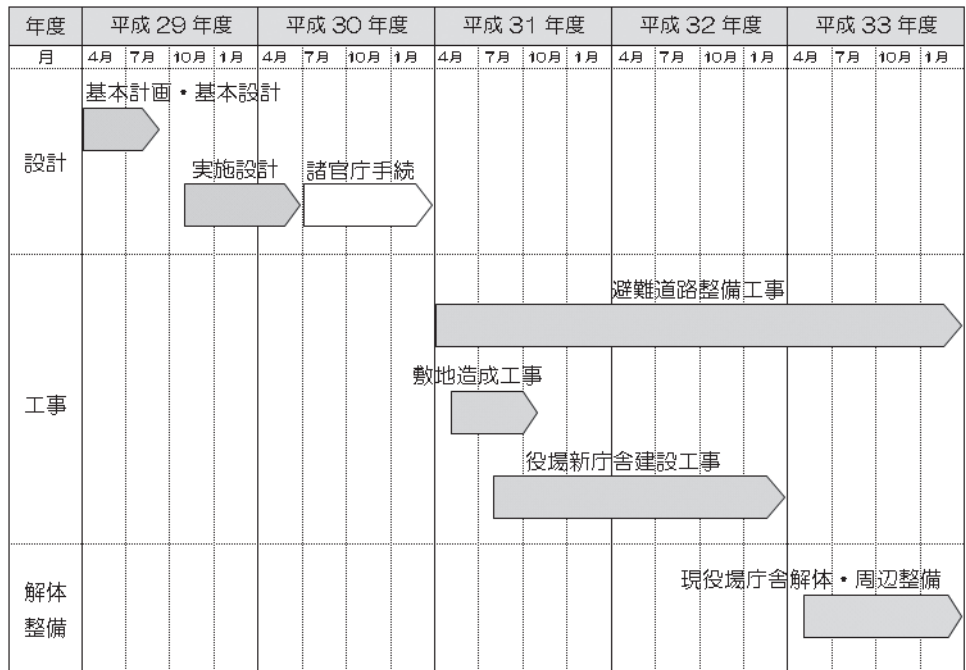 年度 平成 29 年度 平成 30 年度 平成 31 年度 平成 32 年度 平成 33 年度
月 4月 7月 10月 1月 4月 7月 10月 1月 4月 7月 10月 1月 4月 7月 10月 1月 4月 7月 10月 1月
設計
基本計画・基本設計
実施設計 諸官庁手続
工事
避難道路整備工事
敷地造成工事
役場新庁舎建設工事
解体
整備
現役場庁舎解体・周辺整備